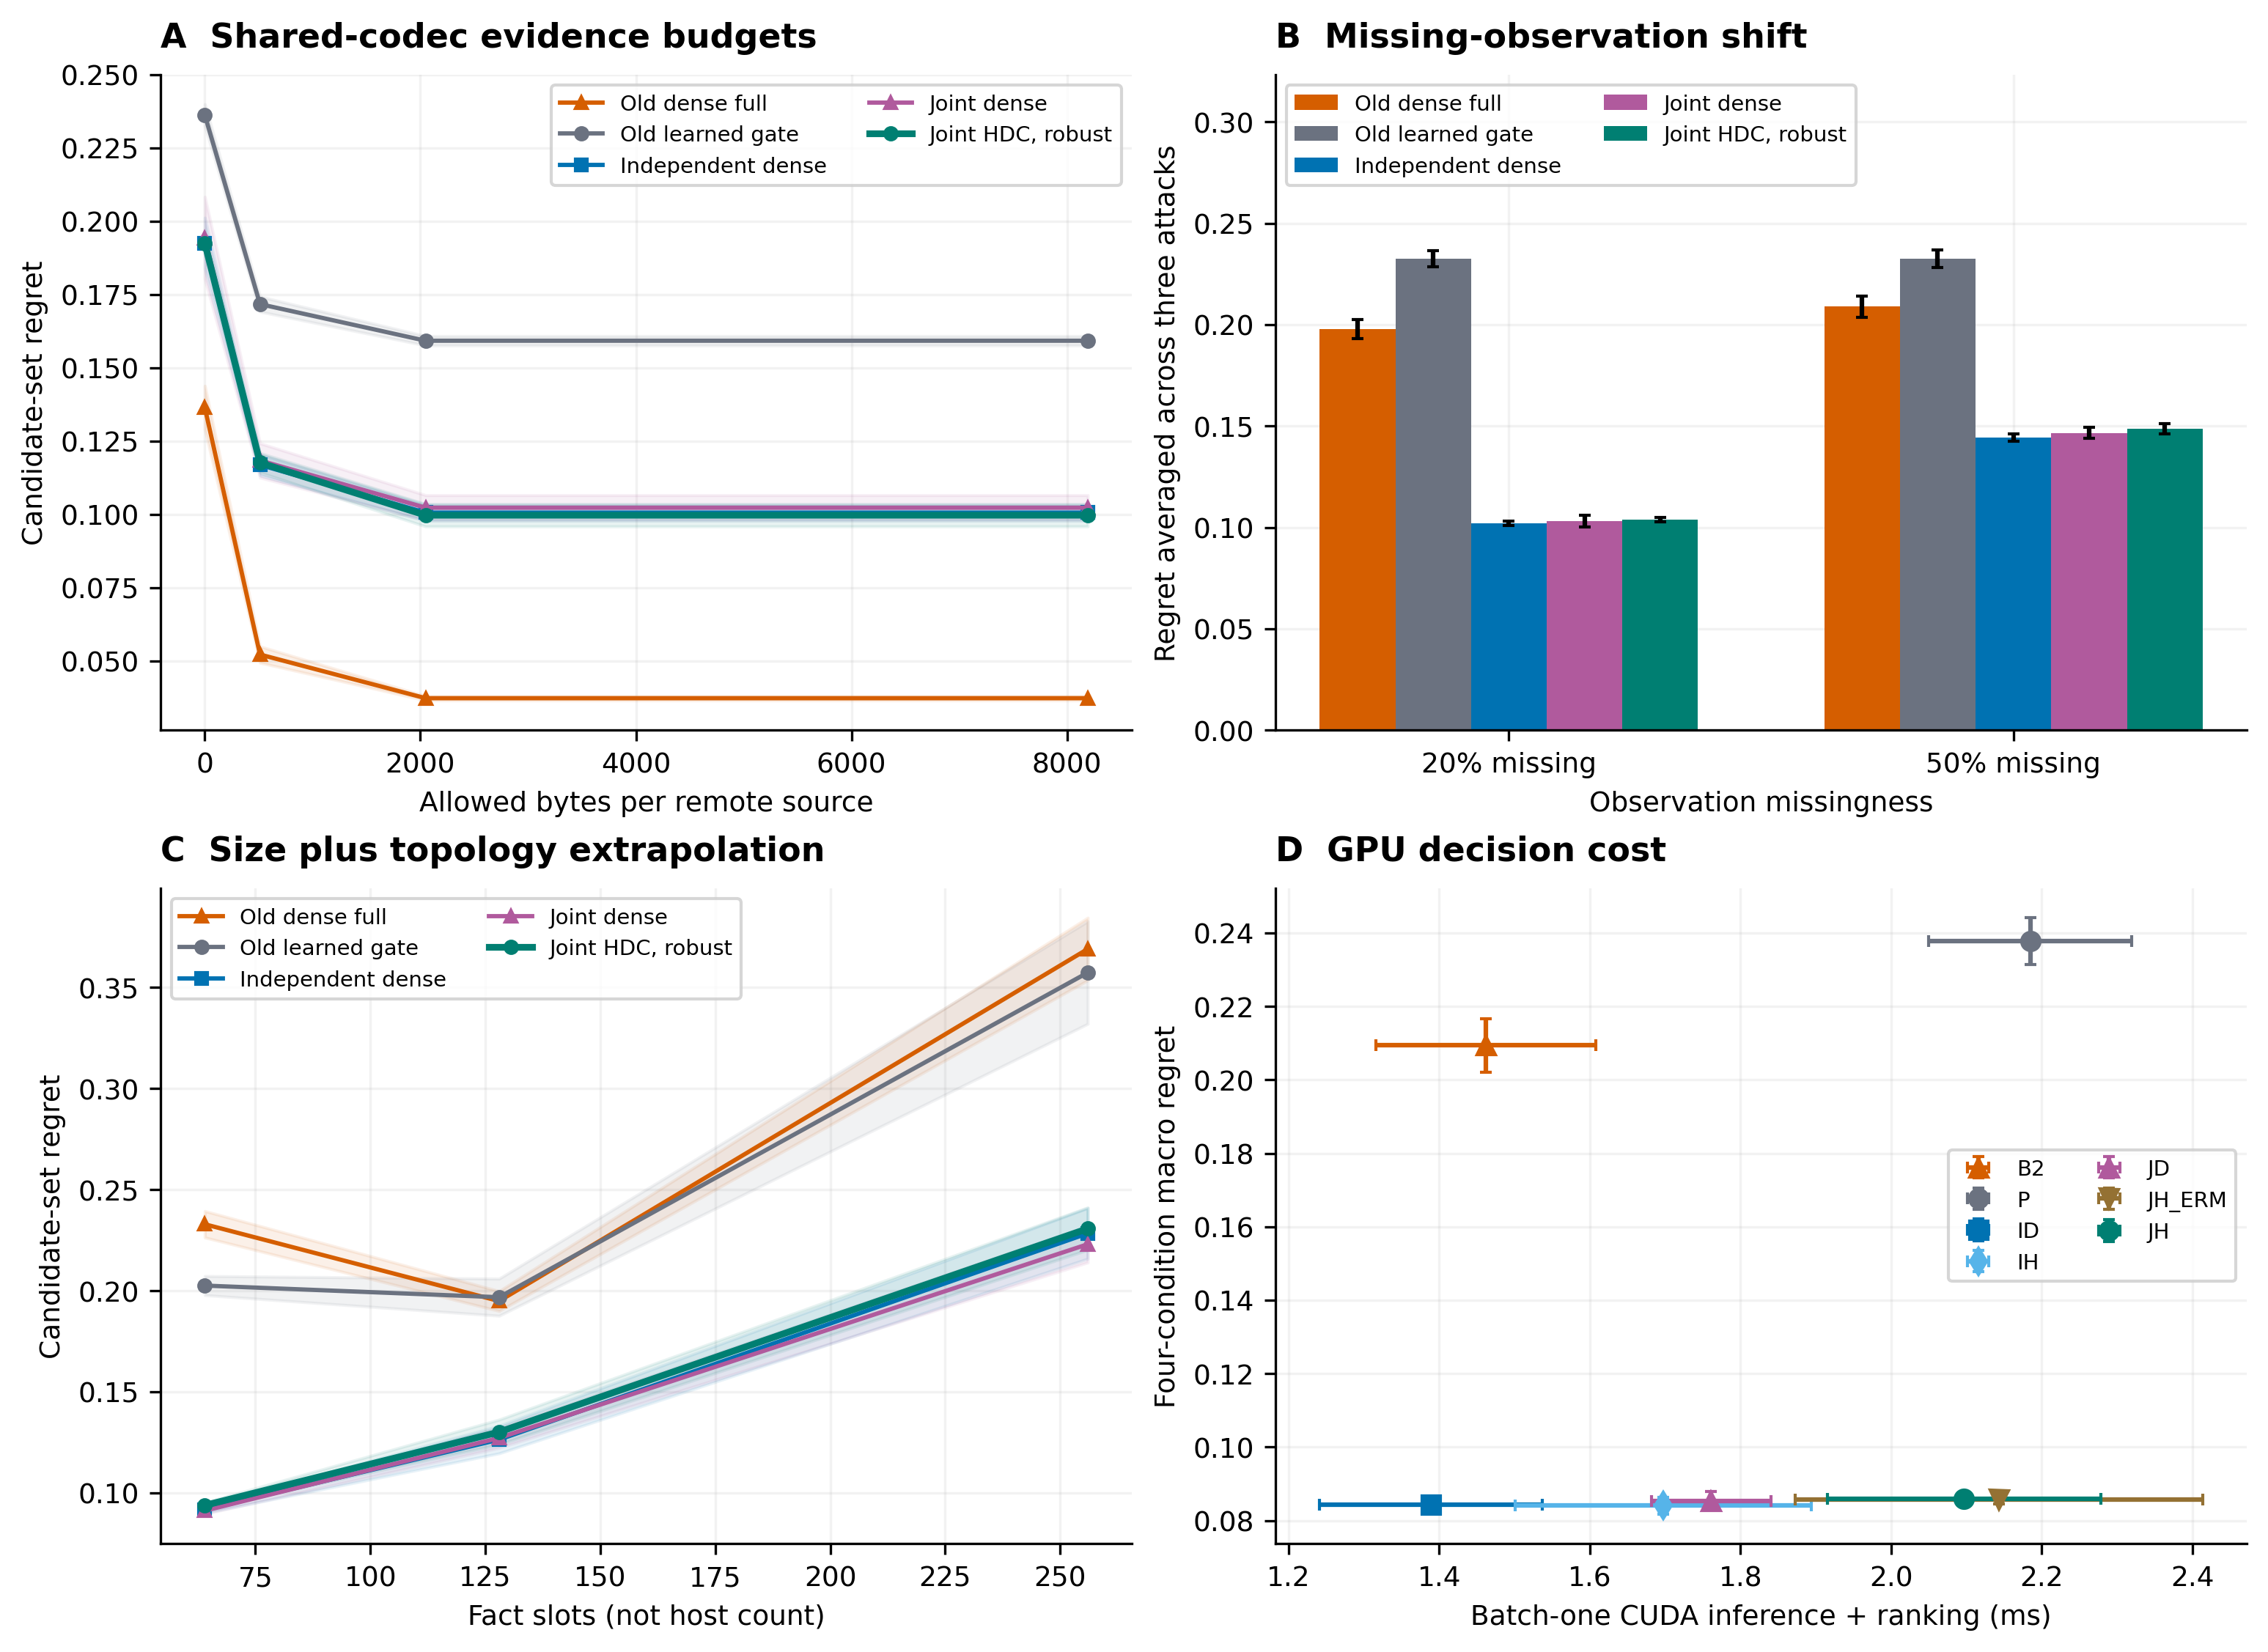 A Shared-codec evidence budgets
Candidate-set regret
0.250
0.225
0.200
0.175
0.150
0.125
0.100
0.075
0.050
Old dense full
Old learned gate
Independent dense
Joint dense
Joint HDC, robust
0
2000
4000
6000
8000
Allowed bytes per remote source
B Missing-observation shift
Regret averaged across three attacks
0.30
0.25
0.20
0.15
0.10
0.05
0.00
Old dense full
Old learned gate
Independent dense
Joint dense
Joint HDC, robust
20% missing
50% missing
Observation missingness
C Size plus topology extrapolation
Candidate-set regret
0.35
0.30
0.25
0.20
0.15
0.10
Old dense full
Old learned gate
Independent dense
Joint dense
Joint HDC, robust
75
100
125
150
175
200
225
250
Fact slots (not host count)
D GPU decision cost
Four-condition macro regret
0.24
0.22
0.20
0.18
0.16
0.14
0.12
0.10
0.08
B2
P
ID
IH
JD
JH_ERM
JH
1.2
1.4
1.6
1.8
2.0
2.2
2.4
Batch-one CUDA inference + ranking (ms)